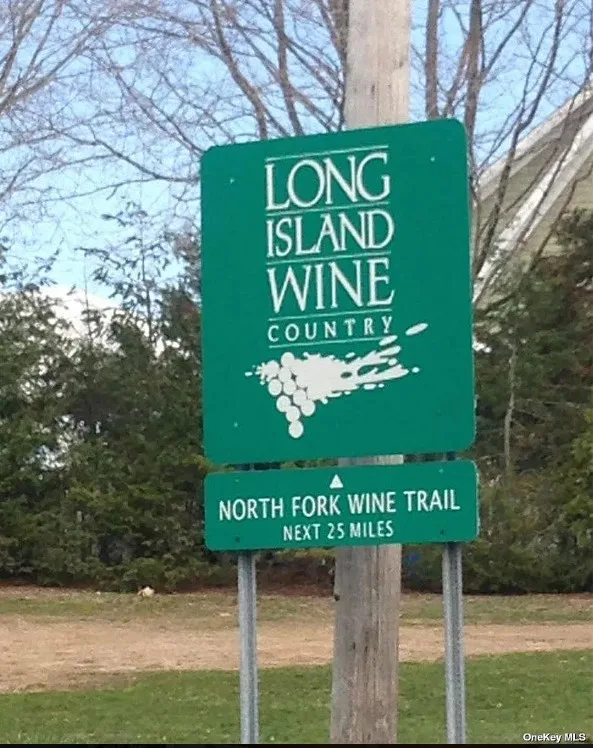 LONG
ISLAND
WINE
COUNTRY
NORTH FORK WINE TRAIL
NEXT 25 MILES
OneKey MLS